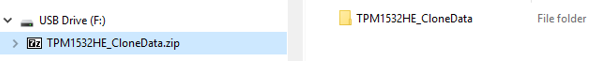 USB Drive (F:)
TPM1532HE_CloneData.zip
TPM1532HE_CloneData File folder